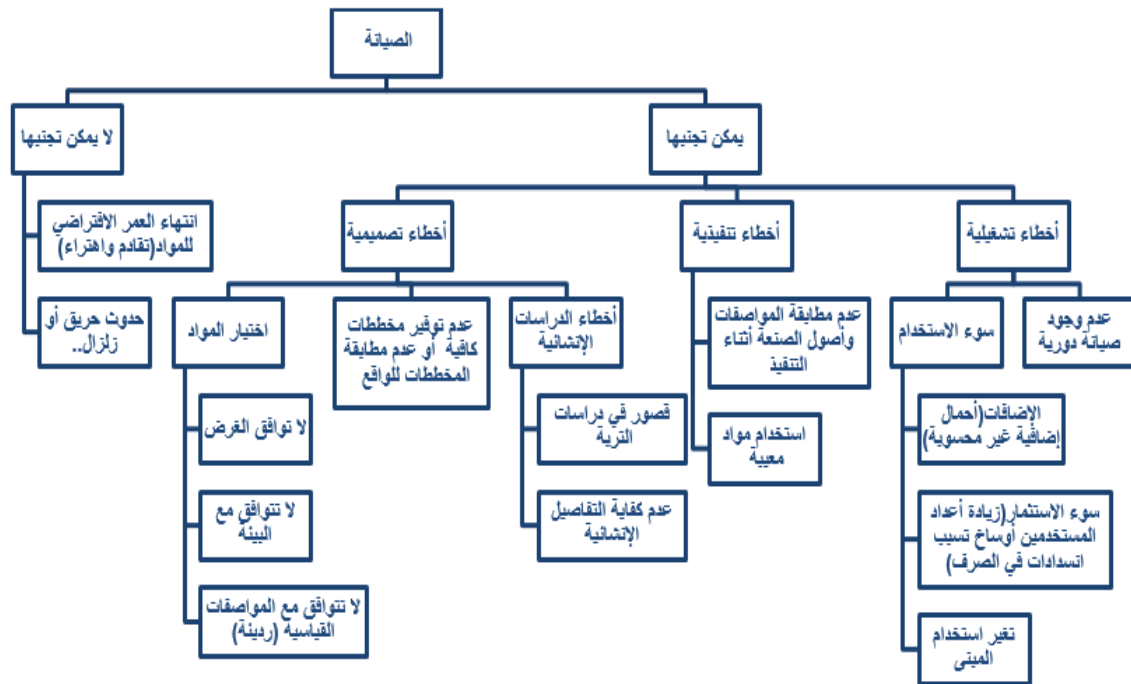 الصيانة
يمكن تجنبها
لا يمكن تجنبها
أخطاء تشغيلية
أخطاء تنفيذية
أخطاء تصميمية
انتهاء العمر الافتراضي
للمواد(تقادم واهتراء)
حدوث حريق أو
زلزال..
عدم وجود
صيانة دورية
سوء الاستخدام
الإضافات(أحمال
إضافية غير محسوبة)
سوء الاستثمار(زيادة أعداد
المستخدمين أوساخ تسبب
انسدادات في الصرف)
تغير استخدام
المبنى
عدم مطابقة المواصفات
وأصول الصنعة أثناء
التنفيذ
استخدام مواد
معيبة
أخطاء الدراسات
الإنشائية
قصور في دراسات
التربة
عدم كفاية التفاصيل
الإنشائية
عدم توفير مخططات
كافية أو عدم مطابقة
المخططات للواقع
اختيار المواد
لا توافق الغرض
لا تتوافق مع
البيئة
لا تتوافق مع المواصفات
القياسية (رديئة)